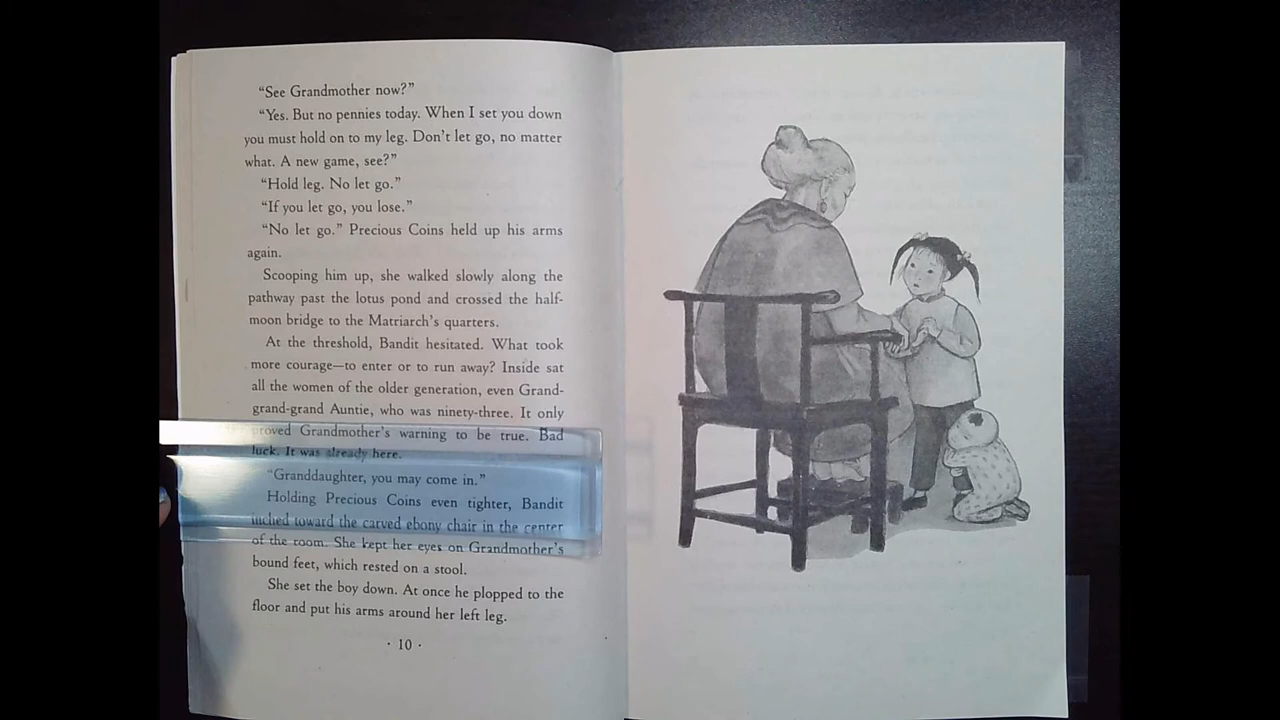 “See Grandmother now?”
“Yes. But no pennies today. When I set you down
you must hold on to my leg. Don’t let go, no matter
what. A new game, see?”
“Hold leg. No let go.”
“If you let go, you lose.”
“No let go.” Precious Coins held up his arms
again.
Scooping him up, she walked slowly along the
pathway past the lotus pond and crossed the half-
moon bridge to the Matriarch’s quarters.
At the threshold, Bandit hesitated. What took
more courage—to enter or to run away? Inside sat
all the women of the older generation, even Grand-
grand-grand Auntie, who was ninety-three. It only
proved Grandmother’s warning to be true. Bad
luck. It was already here.
“Granddaughter, you may come in.”
Holding Precious Coins even tighter, Bandit
inched toward the carved ebony chair in the center
of the room. She kept her eyes on Grandmother’s
bound feet, which rested on a stool.
She set the boy down. At once he plopped to the
floor and put his arms around her left leg.
· 10 ·